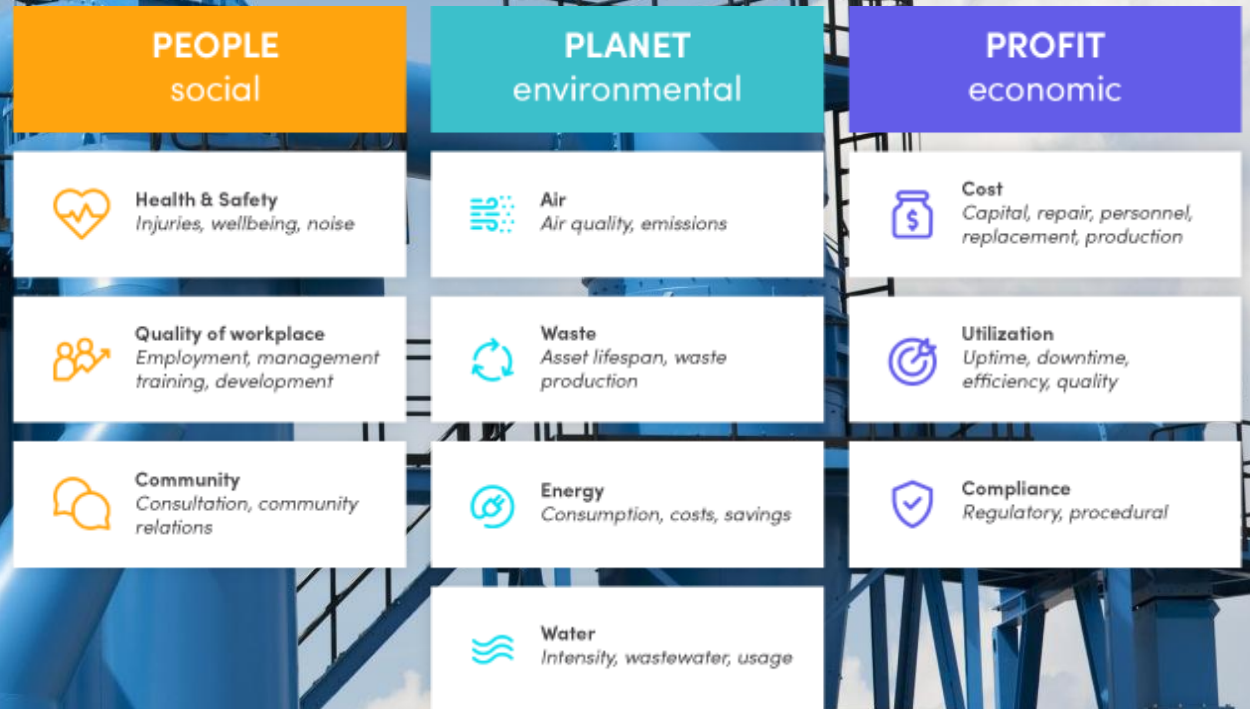 PEOPLE
social
Health & Safety
Injuries, wellbeing, noise
Quality of workplace
Employment, management
training, development
Community
Consultation, community
relations
PLANET
environmental
Air
Air quality, emissions
Waste
Asset lifespan, waste
production
Energy
Consumption, costs, savings
Water
Intensity, wastewater, usage
PROFIT
economic
Cost
Capital, repair, personnel,
replacement, production
Utilization
Uptime, downtime,
efficiency, quality
Compliance
Regulatory, procedural